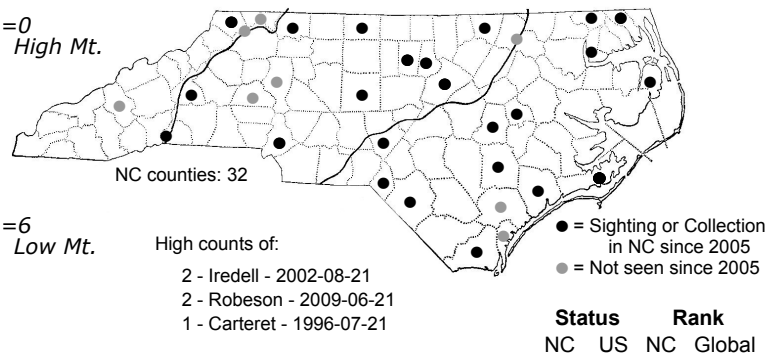 =0
High Mt.
NC counties: 32
=6
Low Mt.
High counts of:
2 - Iredell - 2002-08-21
2 - Robeson - 2009-06-21
1 - Carteret - 1996-07-21
= Sighting or Collection
in NC since 2005
= Not seen since 2005
Status Rank
NC US NC Global